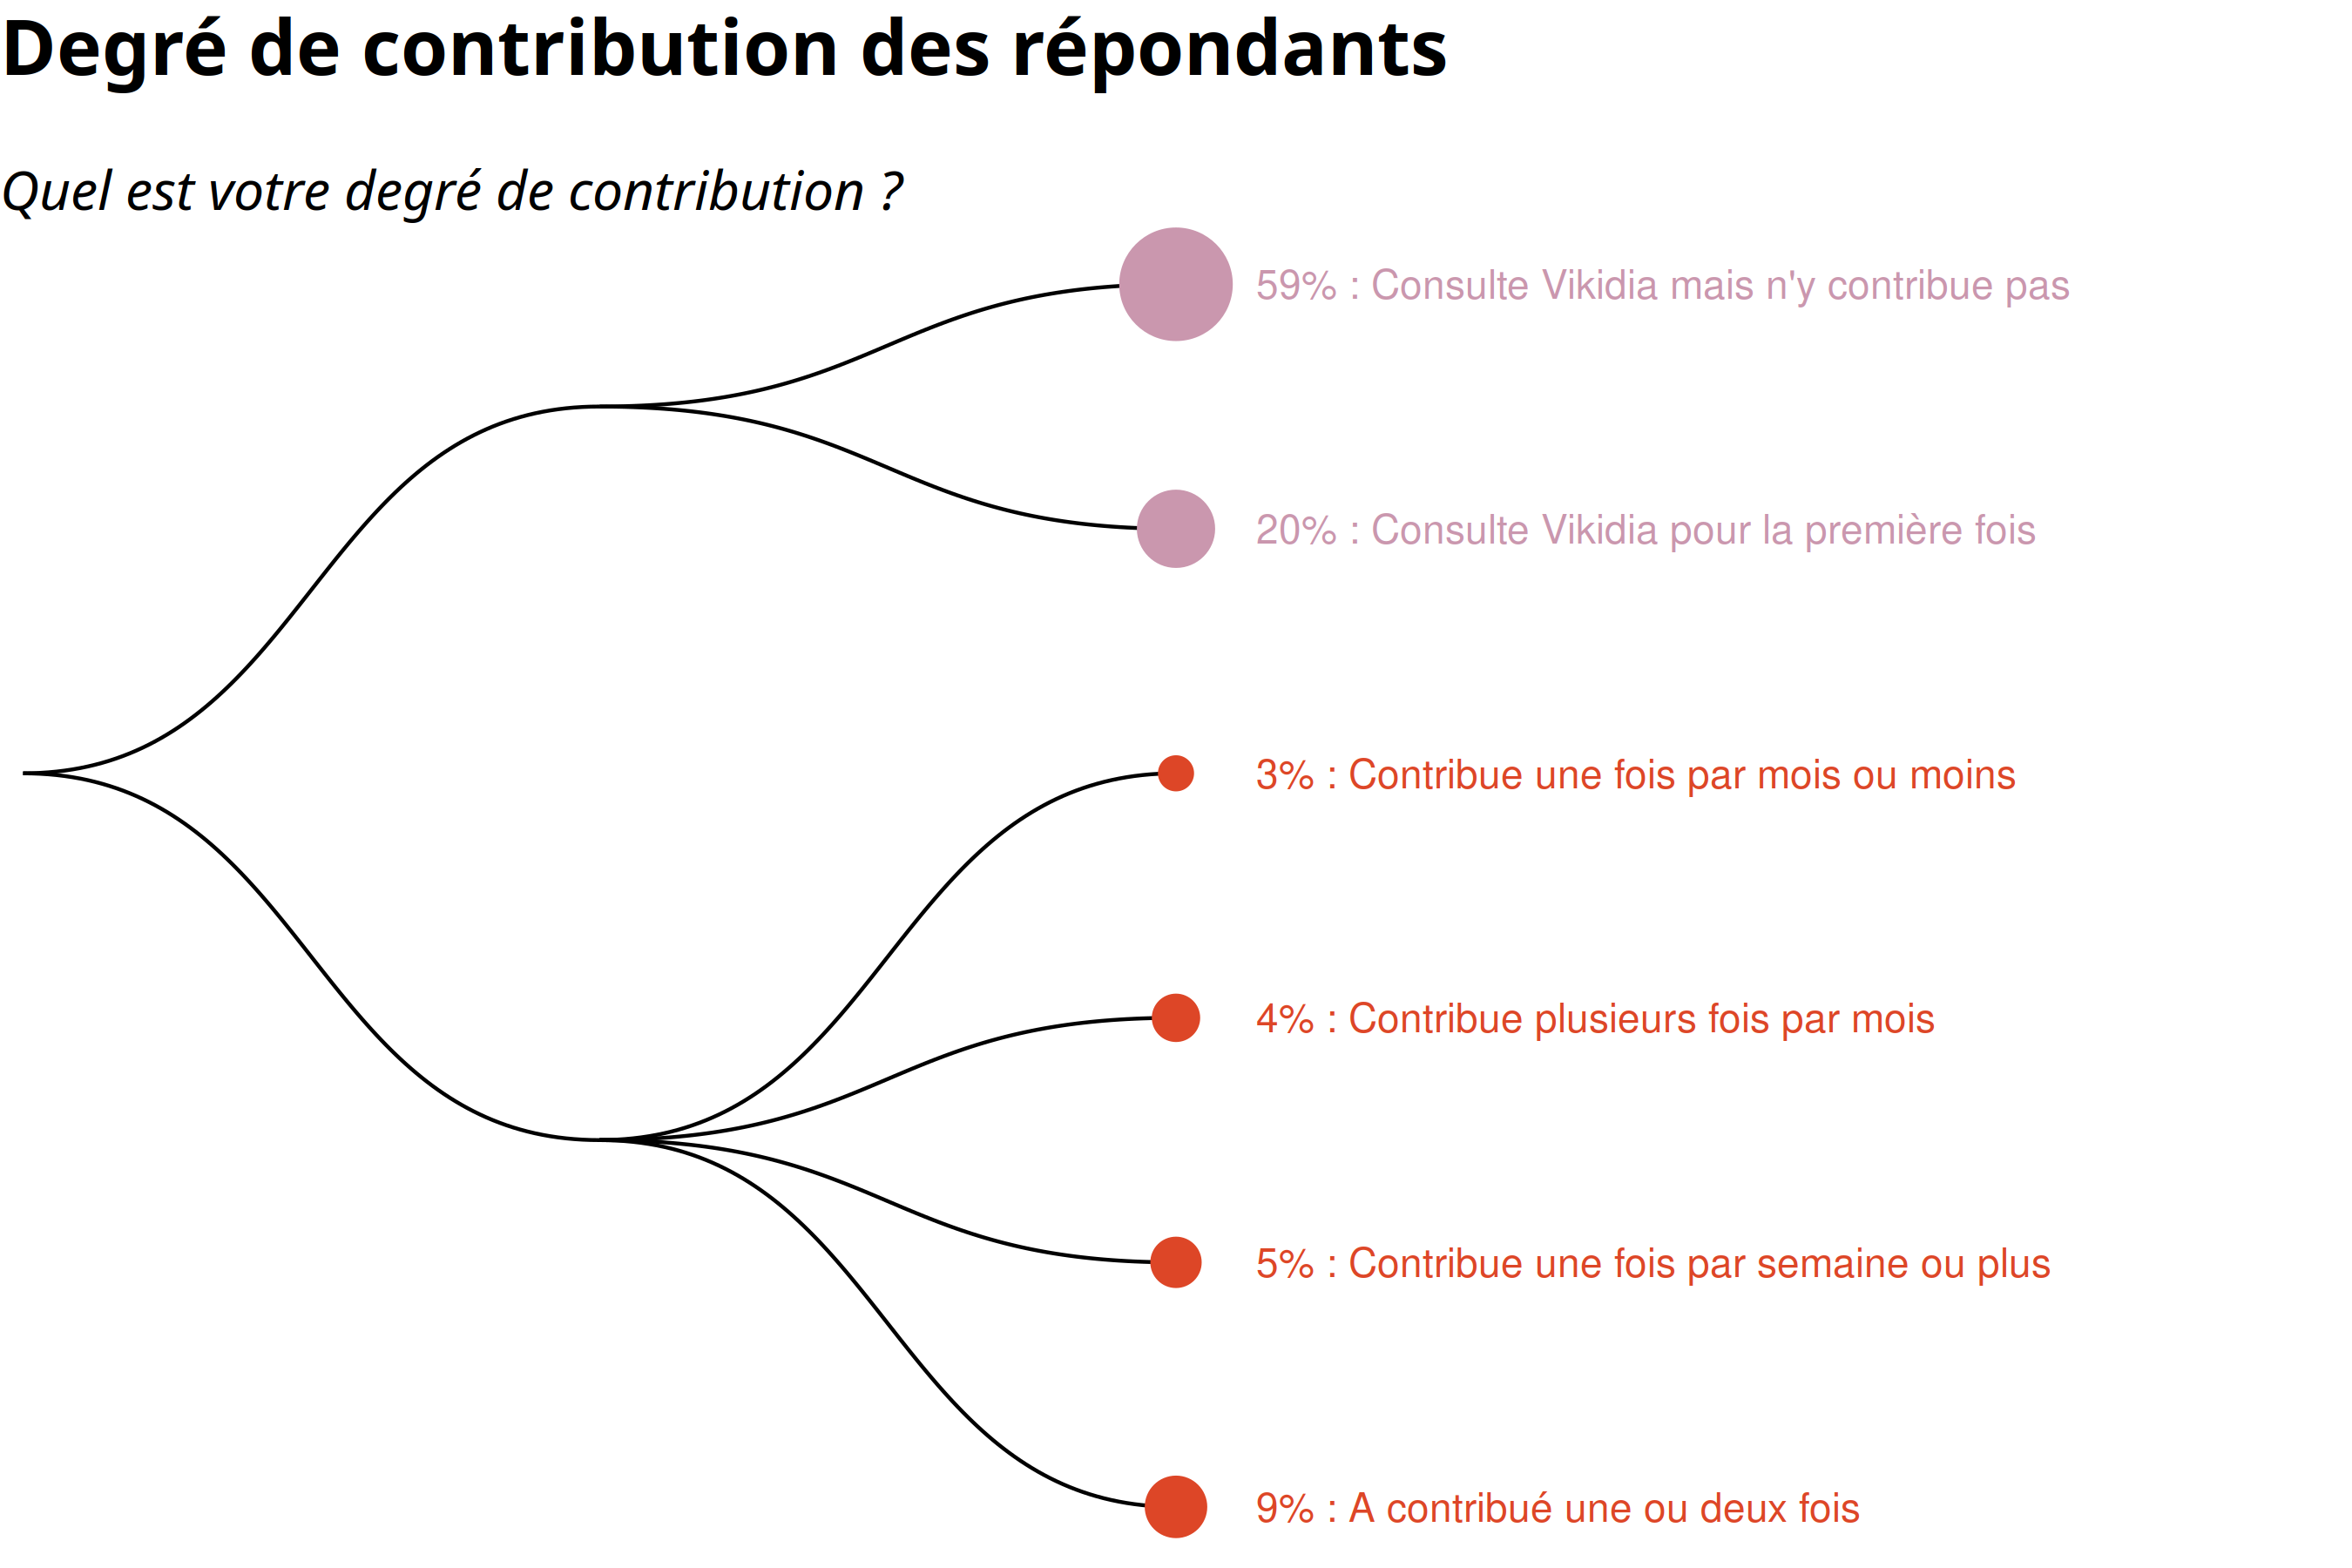 Degré de contribution des répondants
Quel est votre degré de contribution ?
59% : Consulte Vikidia mais n'y contribue pas
20% : Consulte Vikidia pour la première fois
3% : Contribue une fois par mois ou moins
4% : Contribue plusieurs fois par mois
5% : Contribue une fois par semaine ou plus
9% : A contribué une ou deux fois